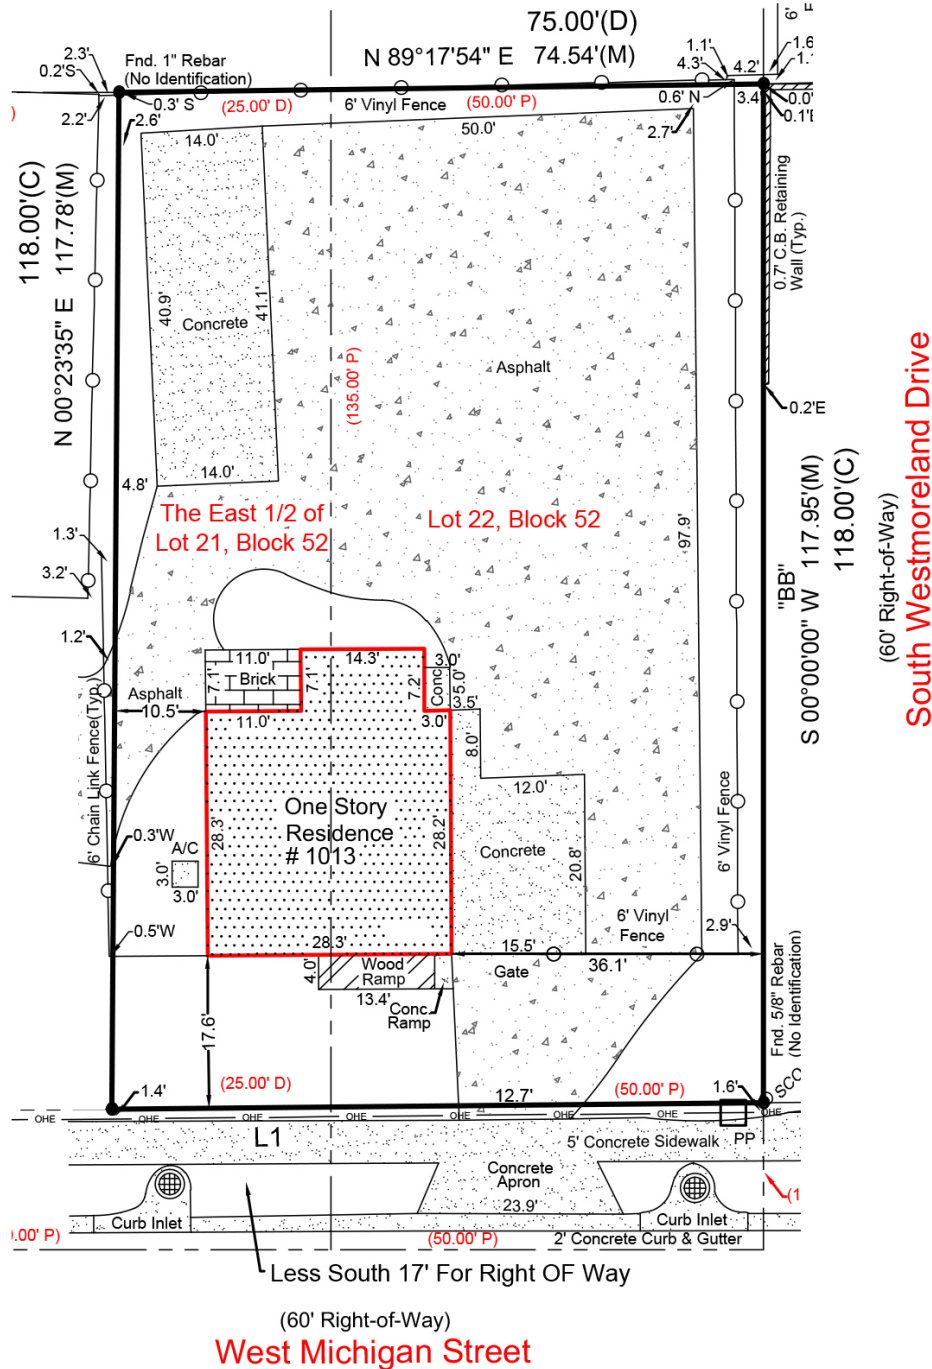 75.00'(D)
N 89°17'54" E 74.54'(M)
6'
2.3'
0.2'S
Fnd. 1" Rebar
(No Identification)
1.1'
4.3'
4.2'
1.6
1.
0.3' S
(25.00' D)
6' Vinyl Fence
(50.00' P)
0.6' N
3.4'
0.0'
0.1'E
2.2'
2.6'
14.0'
50.0'
2.7'
)
118.00'(C)
N 00°23'35" E 117.78'(M)
40.9'
Concrete
41.1'
(135.00' P)
Asphalt
0.7' C.B. Retaining
Wall (Typ.)
0.2'E
14.0'
4.8'
The East 1/2 of
Lot 21, Block 52
Lot 22, Block 52
97.9'
"BB"
S 00°00'00" W 117.95'(M)
118.00'(C)
(60' Right-of-Way)
South Westmoreland Drive
1.3'
3.2'
1.2'
6' Chain Link Fence(Typ.)
Asphalt
10.5'
11.0'
7.1'
Brick
11.0'
14.3'
7.1'
7.2'
3.0'
Conc.
5.0'
3.5'
3.0'
8.0'
12.0'
One Story
Residence
# 1013
28.3'
28.2'
Concrete
20.8'
6' Vinyl Fence
0.3'W
A/C
3.0'
3.0'
0.5'W
28.3'
15.5'
6' Vinyl
Fence
2.9'
36.1'
Gate
4.0'
Wood
Ramp
13.4'
Conc.
Ramp
17.6'
Fnd. 5/8" Rebar
(No Identification)
SCO
1.4'
(25.00' D)
12.7'
(50.00' P)
1.6'
OHE OHE OHE OHE OHE OHE OHE OHE
L1
5' Concrete Sidewalk
PP
Concrete
Apron
23.9'
(1
Curb Inlet
Curb Inlet
0.00' P)
(50.00' P)
2' Concrete Curb & Gutter
Less South 17' For Right OF Way
(60' Right-of-Way)
West Michigan Street